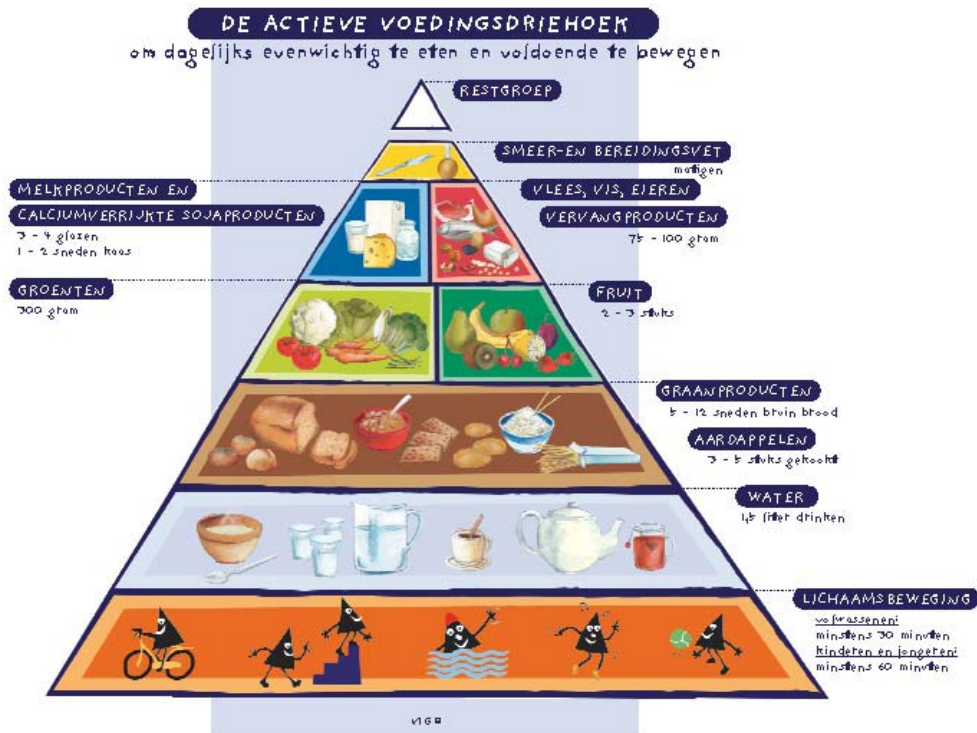 DE ACTIEVE VOEDINGSDRIEHOEK
om dagelijks evenwichtig te eten en voldoende te bewegen
RESTGROEP
SMEER-EN BEREIDINGSVET
matigen
MELKPRODUCTEN EN
CALCIUMVERRIJKTE SOJAPRODUCTEN
3 - 4 glazen
1 - 2 sneden kaas
VLEES, VIS, EIEREN
VERVANGPRODUCTEN
75 - 100 gram
GROENTEN
300 gram
FRUIT
2 - 3 stuks
GRAANPRODUCTEN
5 - 12 sneden bruin brood
AARDAPPELEN
3 - 5 stuks gekookt
WATER
1,5 liter drinken
LICHAAMSBEWEGING
volwassenen:
minstens 30 minuten
kinderen en jongeren:
minstens 60 minuten
VIG